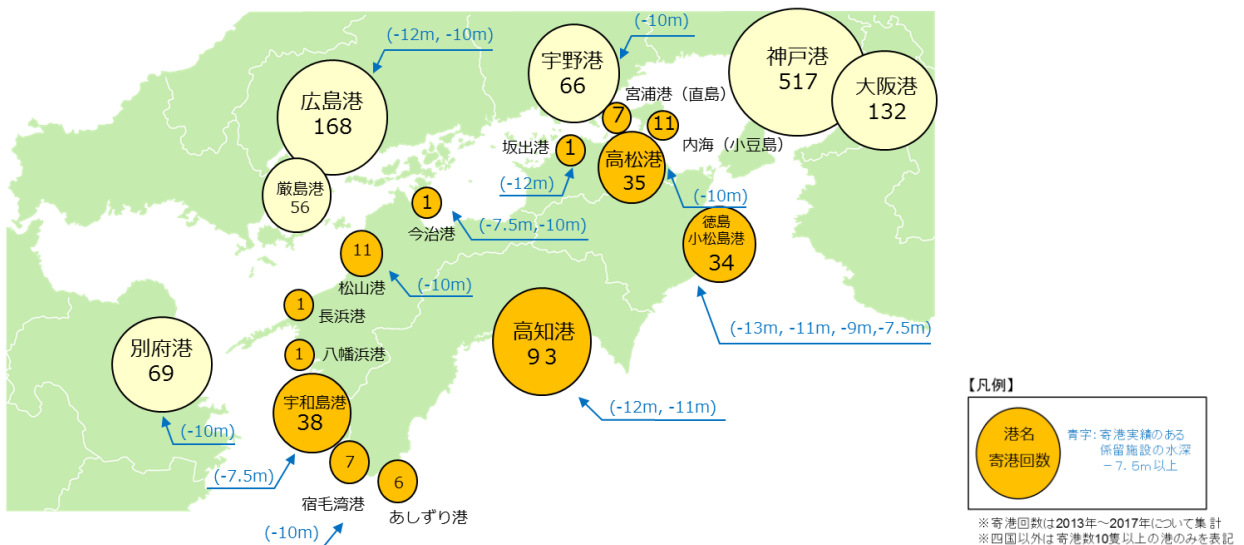 (-12m, -10m)
(-10m)
神戸港
517
大阪港
132
宇野港
66
広島港
168
宮浦港（直島）
7
11
内海（小豆島）
坂出港
1
高松港
35
(-12m)
(-10m)
厳島港
56
1
今治港
(-7.5m,-10m)
徳島
小松島港
34
11
松山港
(-10m)
1
長浜港
(-13m, -11m, -9m,-7.5m)
高知港
９３
別府港
69
1
八幡浜港
宇和島港
38
(-12m, -11m)
(-10m)
7
(-7.5m)
6
宿毛湾港
あしずり港
(-10m)
【凡例】
港名
寄港回数
青字：寄港実績のある
係留施設の水深
－７.５ｍ以上
※寄港回数は2013年～2017年について集計
※四国以外は寄港数10隻以上の港のみを表記